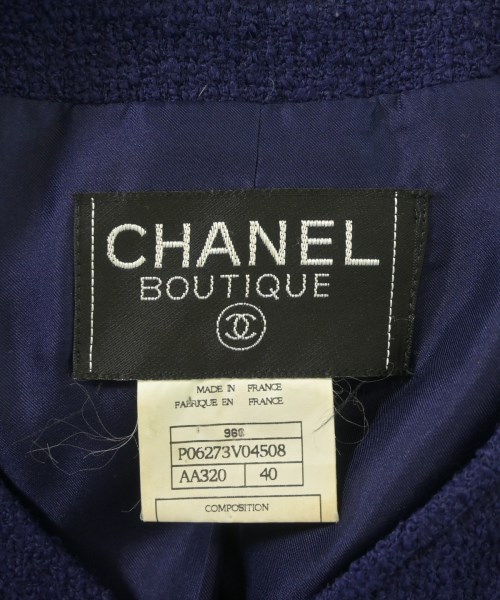 CHANEL
BOUTIQUE
MADE IN FRANCE
FABRIQUE EN FRANCE
P06273V04508
AA320 40
COMPOSITION